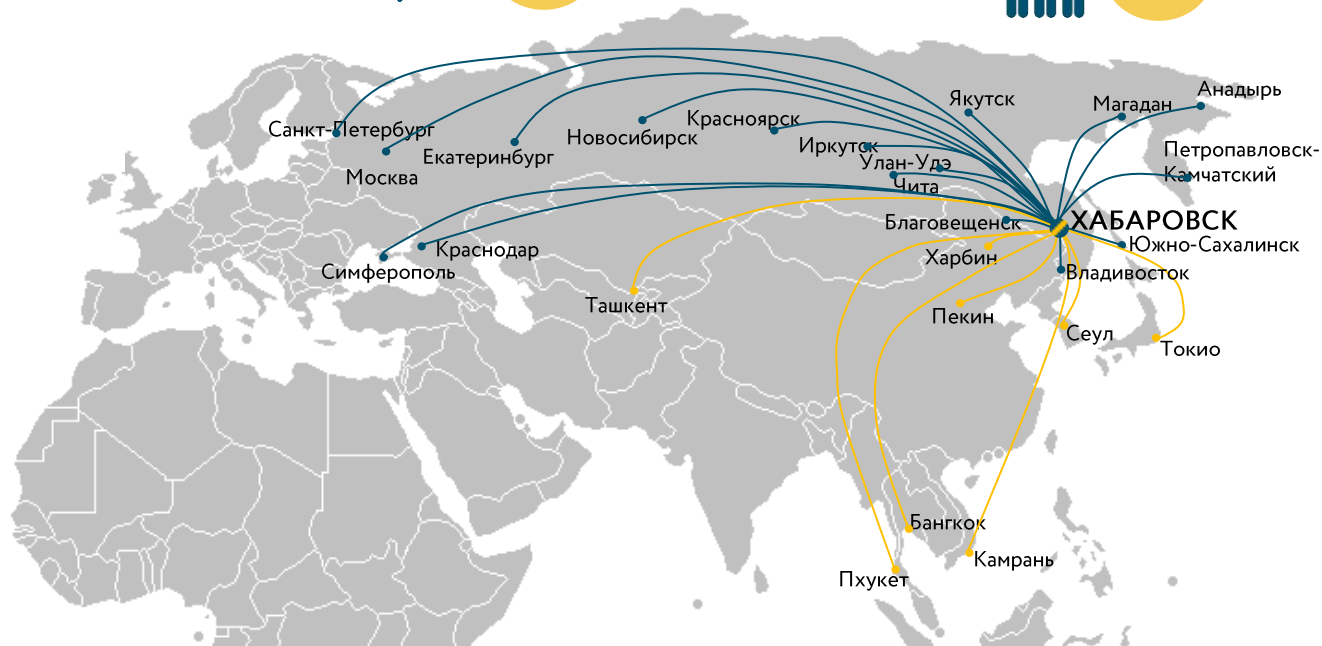 Анадырь
Якутск
Магадан
Красноярск
Санкт-Петербург
Новосибирск
Иркутск
Петропавловск-
Камчатский
Екатеринбург
Улан-Удэ
Москва
Чита
Благовещенск
ХАБАРОВСК
Южно-Сахалинск
Краснодар
Харбин
Симферополь
Владивосток
Ташкент
Пекин
Сеул
Токио
Бангкок
Камрань
Пхукет